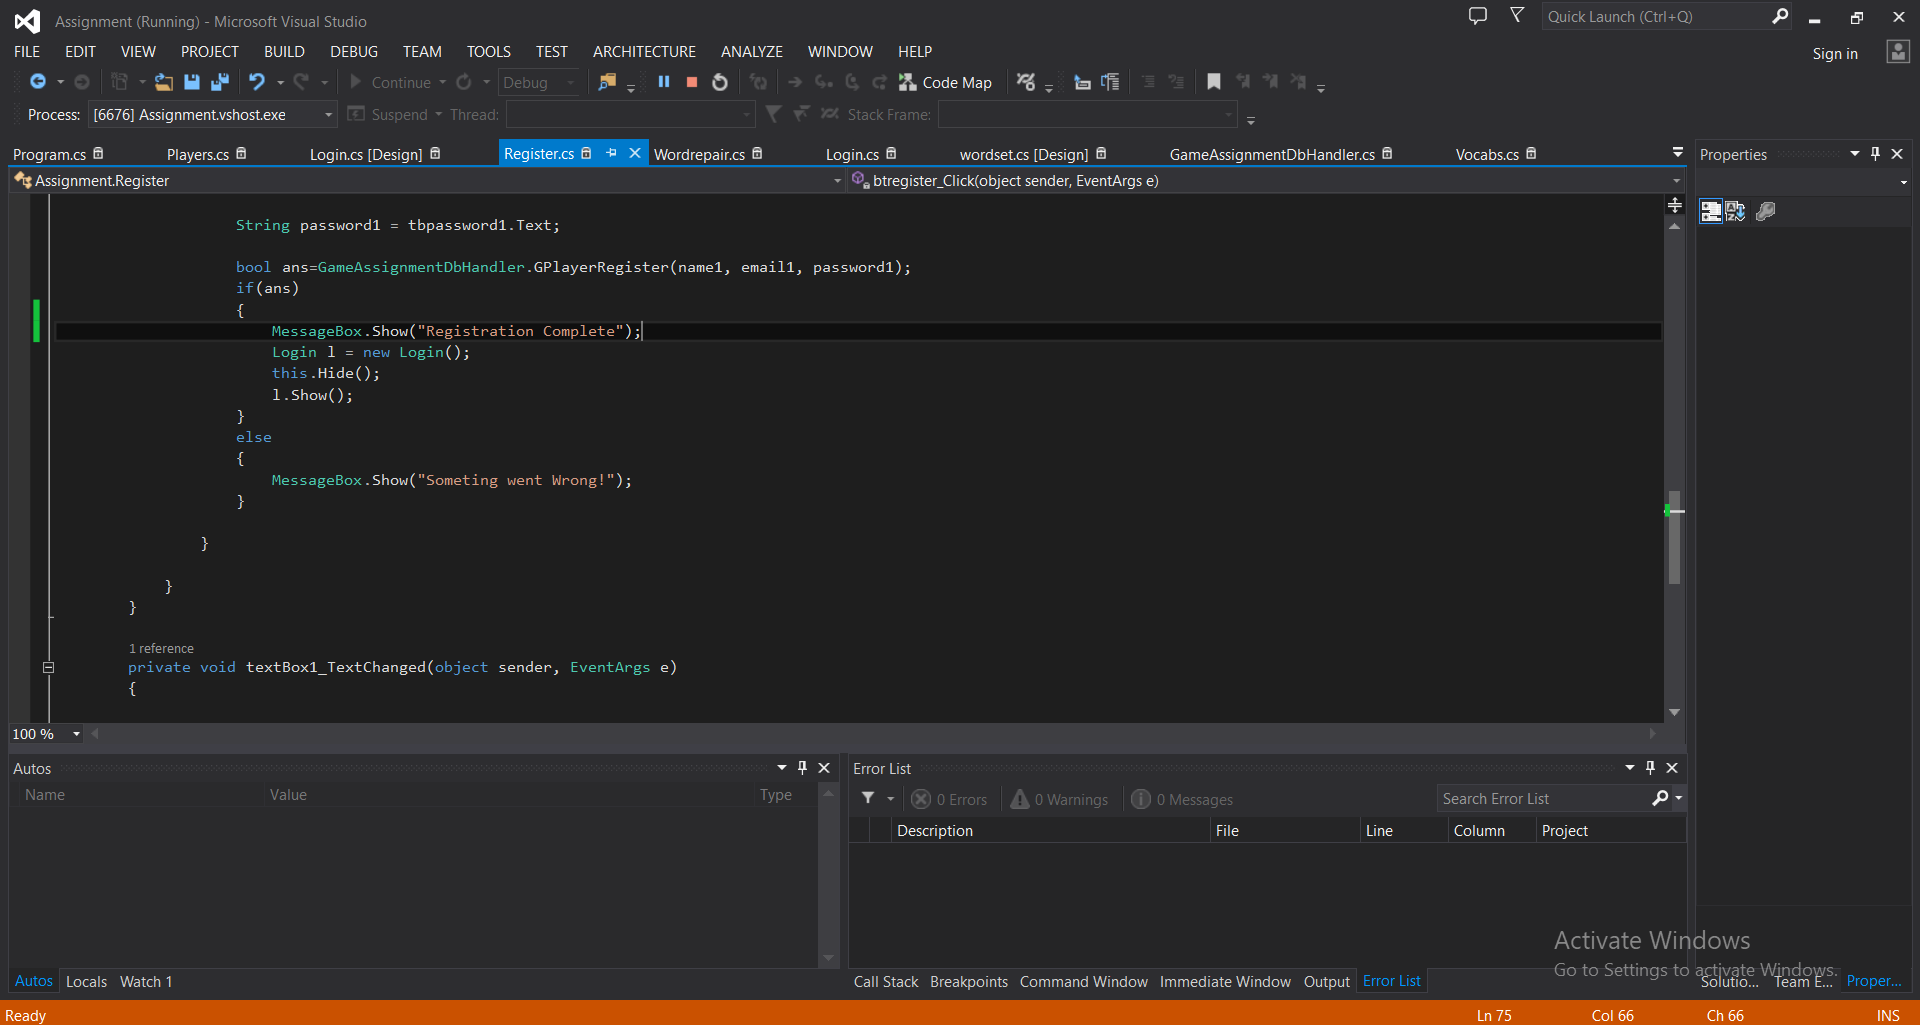 Assignment (Running) - Microsoft Visual Studio
Quick Launch (Ctrl+Q)
FILE EDIT VIEW PROJECT BUILD DEBUG TEAM TOOLS TEST ARCHITECTURE ANALYZE WINDOW HELP
Sign in
Continue Debug Code Map
Process: [6676] Assignment.vshost.exe Suspend Thread: Stack Frame:
Program.cs Players.cs Login.cs [Design] Register.cs Wordrepair.cs Login.cs wordset.cs [Design] GameAssignmentDbHandler.cs Vocabs.cs
Properties
Assignment.Register
btregister_Click(object sender, EventArgs e)
String password1 = tbpassword1.Text;
bool ans=GameAssignmentDbHandler.GPlayerRegister(name1, email1, password1);
if(ans)
{
MessageBox.Show("Registration Complete");
Login l = new Login();
this.Hide();
l.Show();
}
else
{
MessageBox.Show("Someting went Wrong!");
}
}
}
}
1 reference
private void textBox1_TextChanged(object sender, EventArgs e)
{
100 %
Autos
Name Value Type
Autos Locals Watch 1
Error List
0 Errors 0 Warnings 0 Messages
Search Error List
Description File Line Column Project
Call Stack Breakpoints Command Window Immediate Window Output Error List
Activate Windows
Go to Settings to activate Windows.
Solutio... Team E... Proper...
Ready
Ln 75 Col 66 Ch 66 INS